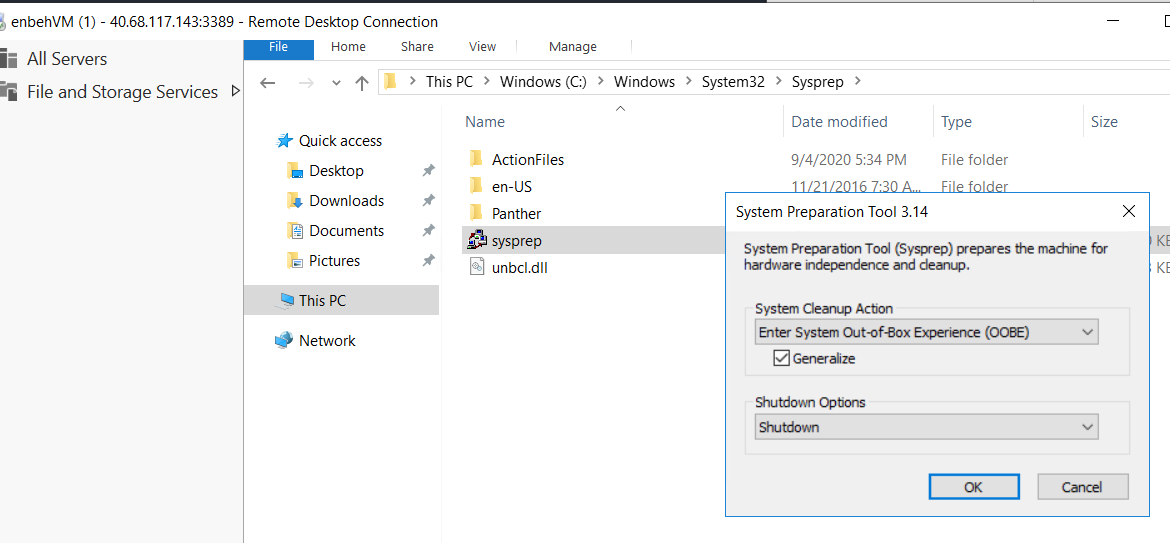 enbehVM (1) - 40.68.117.143:3389 - Remote Desktop Connection
All Servers
File and Storage Services
File Home Share View Manage
This PC > Windows (C:) > Windows > System32 > Sysprep >
Quick access
Desktop
Downloads
Documents
Pictures
This PC
Network
Name Date modified Type Size
ActionFiles 9/4/2020 5:34 PM File folder
en-US 11/21/2016 7:30 A... File folder
Panther
sysprep
unbcl.dll
System Preparation Tool 3.14
System Preparation Tool (Sysprep) prepares the machine for
hardware independence and cleanup.
System Cleanup Action
Enter System Out-of-Box Experience (OOBE)
Generalize
Shutdown Options
Shutdown
OK Cancel